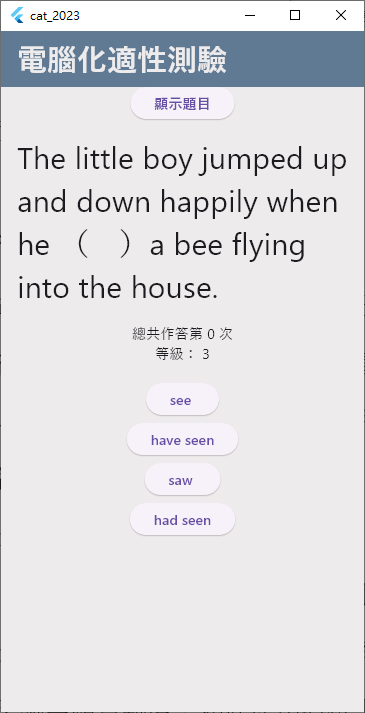 cat_2023
電腦化適性測驗
顯示題目
The little boy jumped up
and down happily when
he （　）a bee flying
into the house.
總共作答第 0 次
等級： 3
see
have seen
saw
had seen